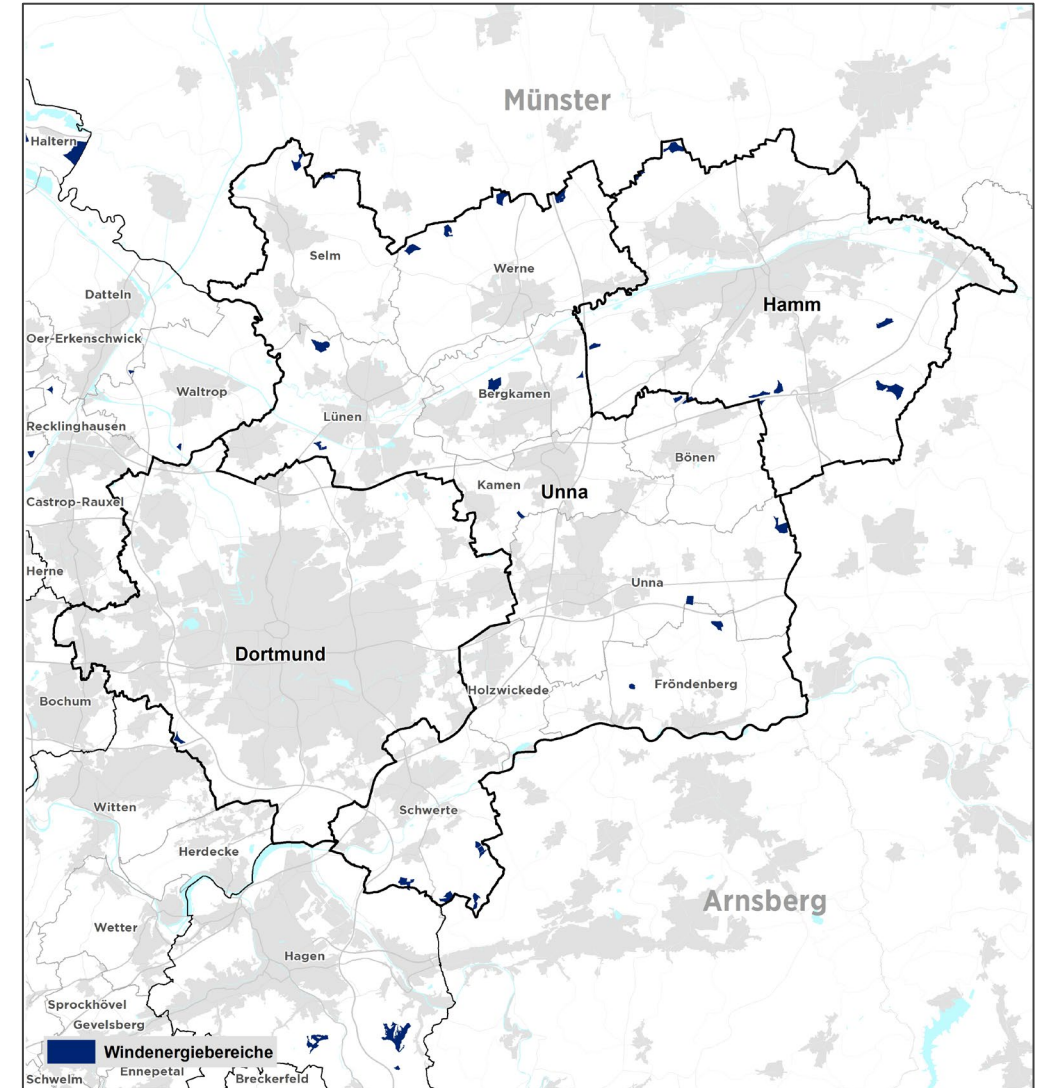 Münster
Haltern
Selm
Werne
Datteln
Hamm
Oer-Erkenschwick
Waltrop
Bergkamen
Lünen
Recklinghausen
Bönen
Kamen
Unna
Castrop-Rauxel
Herne
Unna
Dortmund
Holzwickede
Fröndenberg
Bochum
Witten
Schwerte
Herdecke
Arnsberg
Wetter
Hagen
Sprockhövel
Gevelsberg
Windenergiebereiche
Ennepetal
Schwelm
Breckerfeld